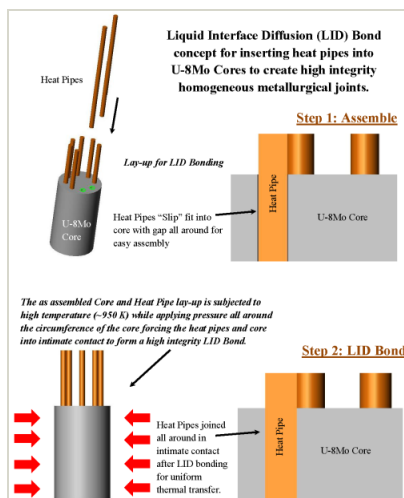 Liquid Interface Diffusion (LID) Bond
concept for inserting heat pipes into
U-8Mo Cores to create high integrity
homogeneous metallurgical joints.
Heat Pipes
Step 1: Assemble
Lay-up for LID Bonding
Heat Pipe
U-8Mo
Core
Heat Pipes “Slip” fit into
core with gap all around for
easy assembly
U-8Mo Core
The as assembled Core and Heat Pipe lay-up is subjected to
high temperature (~950 K) while applying pressure all around
the circumference of the core forcing the heat pipes and core
into intimate contact to form a high integrity LID Bond.
Step 2: LID Bond
Heat Pipes joined
all around in
intimate contact
after LID bonding
for uniform
thermal transfer.
Heat Pipe
U-8Mo Core